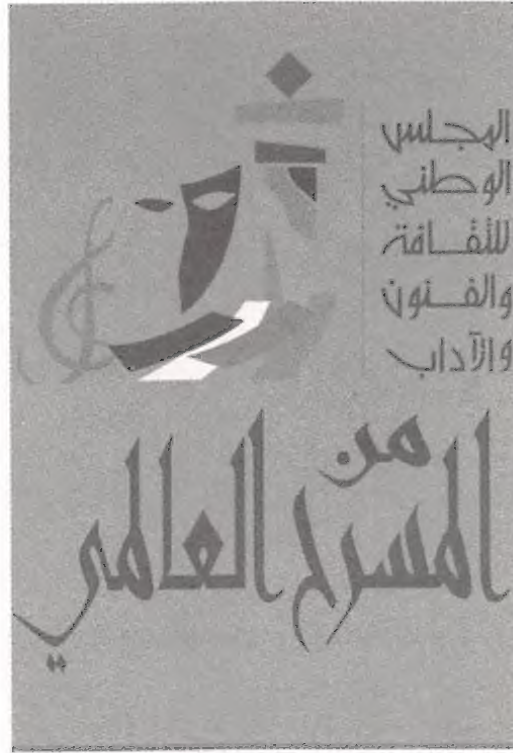 المجلس
الوطني
للثقافة
والفنون
والآداب
من
المسرح العالمي